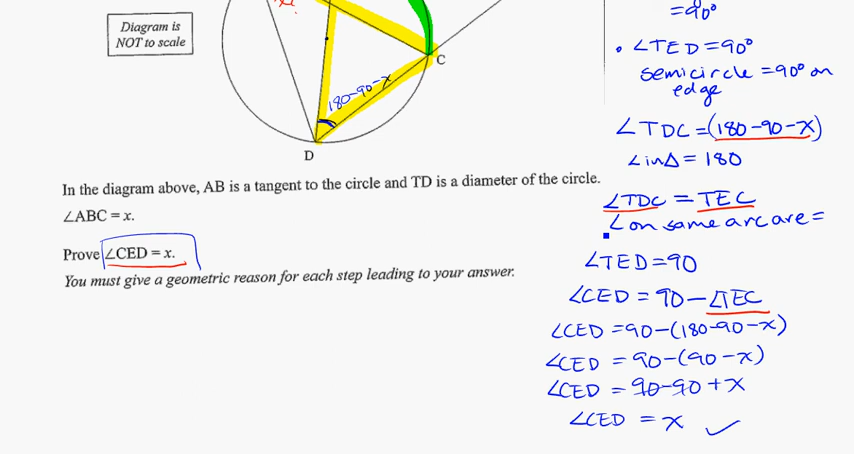 Diagram is
NOT to scale
C
180-90-x
D
In the diagram above, AB is a tangent to the circle and TD is a diameter of the circle.
∠ABC = x.
Prove ∠CED = x.
You must give a geometric reason for each step leading to your answer.
=90°
• ∠TED=90°
semicircle =90° on
edge
∠TDC =(180-90-x)
∠in∆= 180
∠TDC = TEC
∠on same arc are =
∠TED=90
∠CED = 90-∠TEC
∠CED =90-(180-90-x)
∠CED = 90-(90-x)
∠CED = 90-90+x
∠CED = x ✓